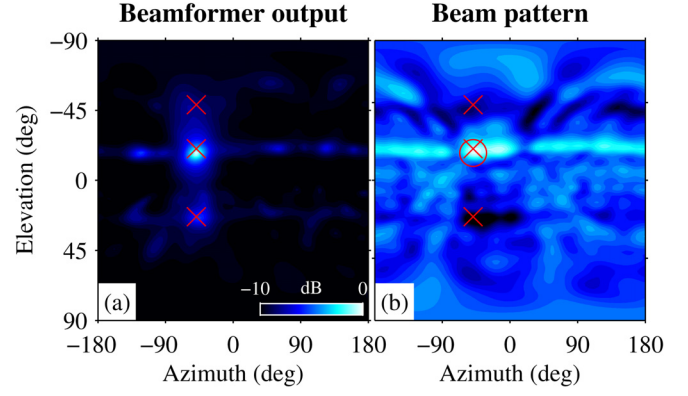 Beamformer output
Beam pattern
−90
−45
0
45
90
Elevation (deg)
(a)
−10 dB 0
(b)
−180 −90 0 90 180
−90 0 90 180
Azimuth (deg)
Azimuth (deg)